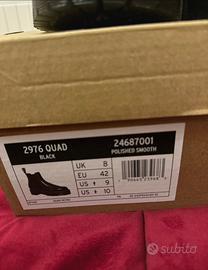 2976 QUAD
BLACK
UK 8
EU 42
US ♂ 9
US ♀ 10
24687001
POLISHED SMOOTH
subito